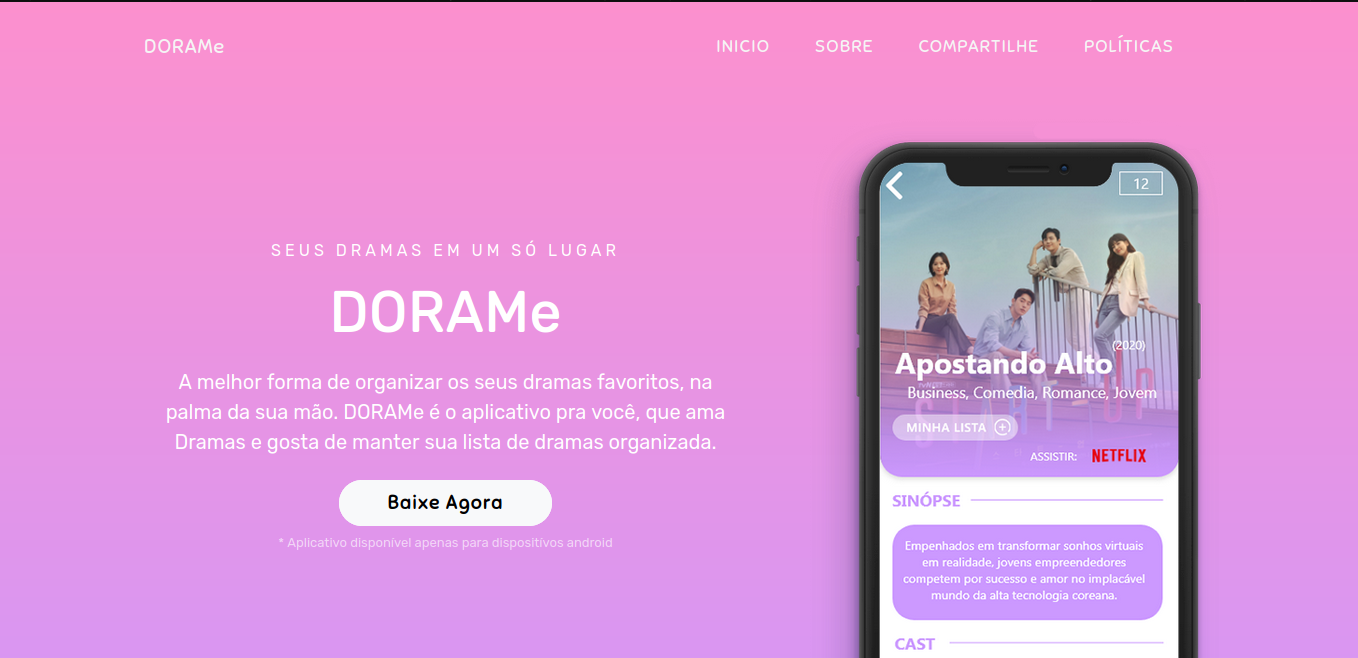 DORAMe
INICIO SOBRE COMPARTILHE POLÍTICAS
SEUS DRAMAS EM UM SÓ LUGAR
DORAMe
A melhor forma de organizar os seus dramas favoritos, na
palma da sua mão. DORAMe é o aplicativo pra você, que ama
Dramas e gosta de manter sua lista de dramas organizada.
Baixe Agora
* Aplicativo disponível apenas para dispositívos android
12
(2020)
Apostando Alto
Business, Comedia, Romance, Jovem
MINHA LISTA
ASSISTIR: NETFLIX
SINÓPSE
Empenhados em transformar sonhos virtuais
em realidade, jovens empreendedores
competem por sucesso e amor no implacável
mundo da alta tecnologia coreana.
CAST